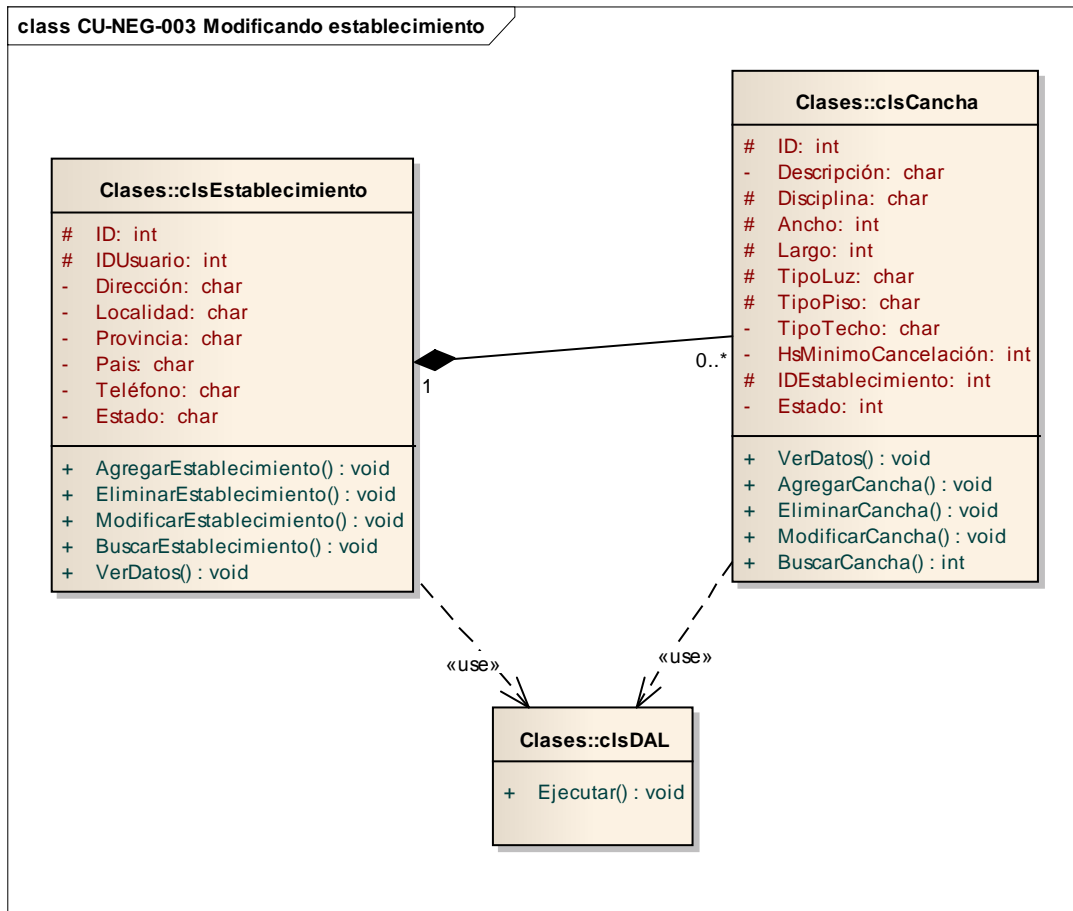 class CU-NEG-003 Modificando establecimiento
Clases::clsEstablecimiento
# ID: int
# IDUsuario: int
- Dirección: char
- Localidad: char
- Provincia: char
- Pais: char
- Teléfono: char
- Estado: char
+ AgregarEstablecimiento() : void
+ EliminarEstablecimiento() : void
+ ModificarEstablecimiento() : void
+ BuscarEstablecimiento() : void
+ VerDatos() : void
1
0..*
Clases::clsCancha
# ID: int
- Descripción: char
# Disciplina: char
# Ancho: int
# Largo: int
# TipoLuz: char
# TipoPiso: char
- TipoTecho: char
- HsMinimoCancelación: int
# IDEstablecimiento: int
- Estado: int
+ VerDatos() : void
+ AgregarCancha() : void
+ EliminarCancha() : void
+ ModificarCancha() : void
+ BuscarCancha() : int
«use»
«use»
Clases::clsDAL
+ Ejecutar() : void